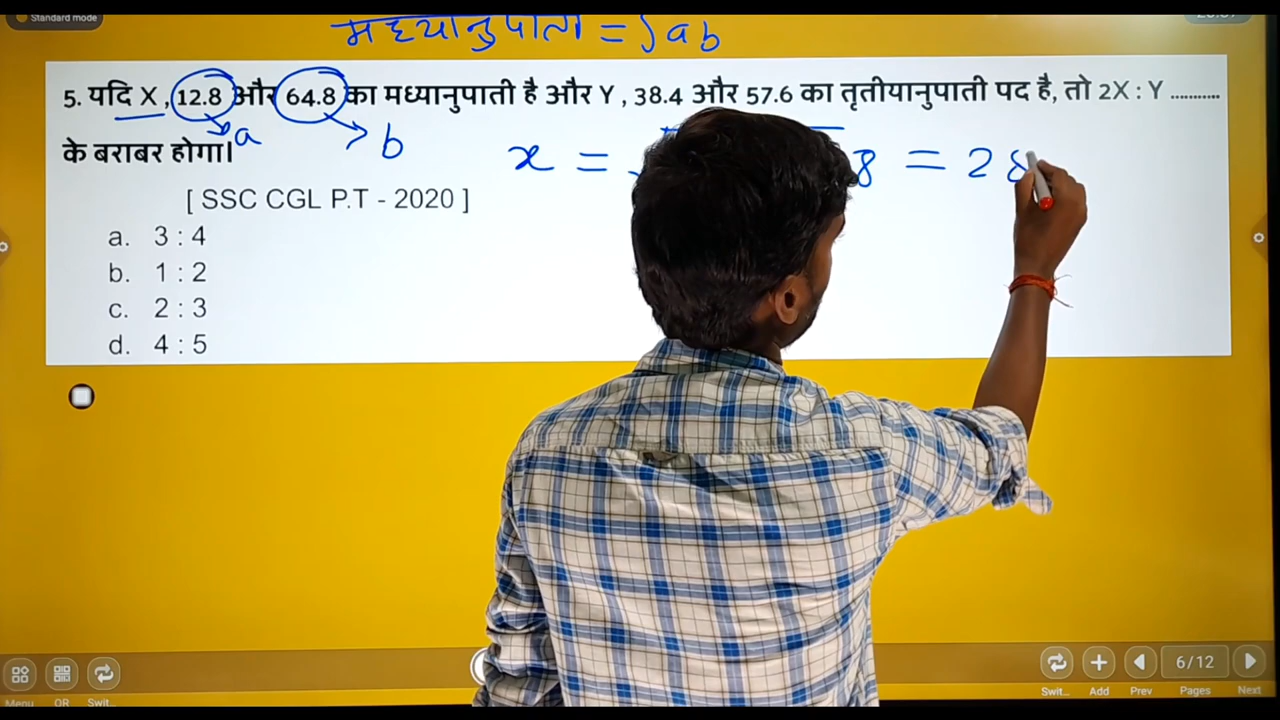 Standard mode
मध्यानुपाती = √ab
5. यदि X , 12.8 और 64.8 का मध्यानुपाती है और Y , 38.4 और 57.6 का तृतीयानुपाती पद है, तो 2X : Y ...........
a b
के बराबर होगा। x = 8 = 28
[ SSC CGL P.T - 2020 ]
a. 3 : 4
b. 1 : 2
c. 2 : 3
d. 4 : 5
6/12
Menu QR Swit... Swit... Add Prev Pages Next